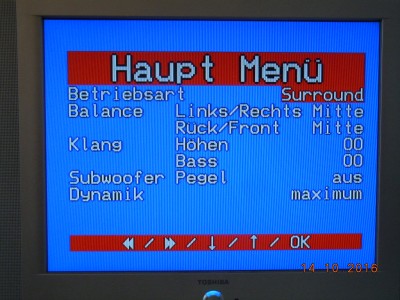 Haupt Menü
Betriebsart Surround
Balance Links/Rechts Mitte
Rück/Front Mitte
Klang Höhen 00
Bass 00
Subwoofer Pegel aus
Dynamik maximum
⏪ / ⏩ / ↓ / ↑ / OK
14 10 2016
TOSHIBA